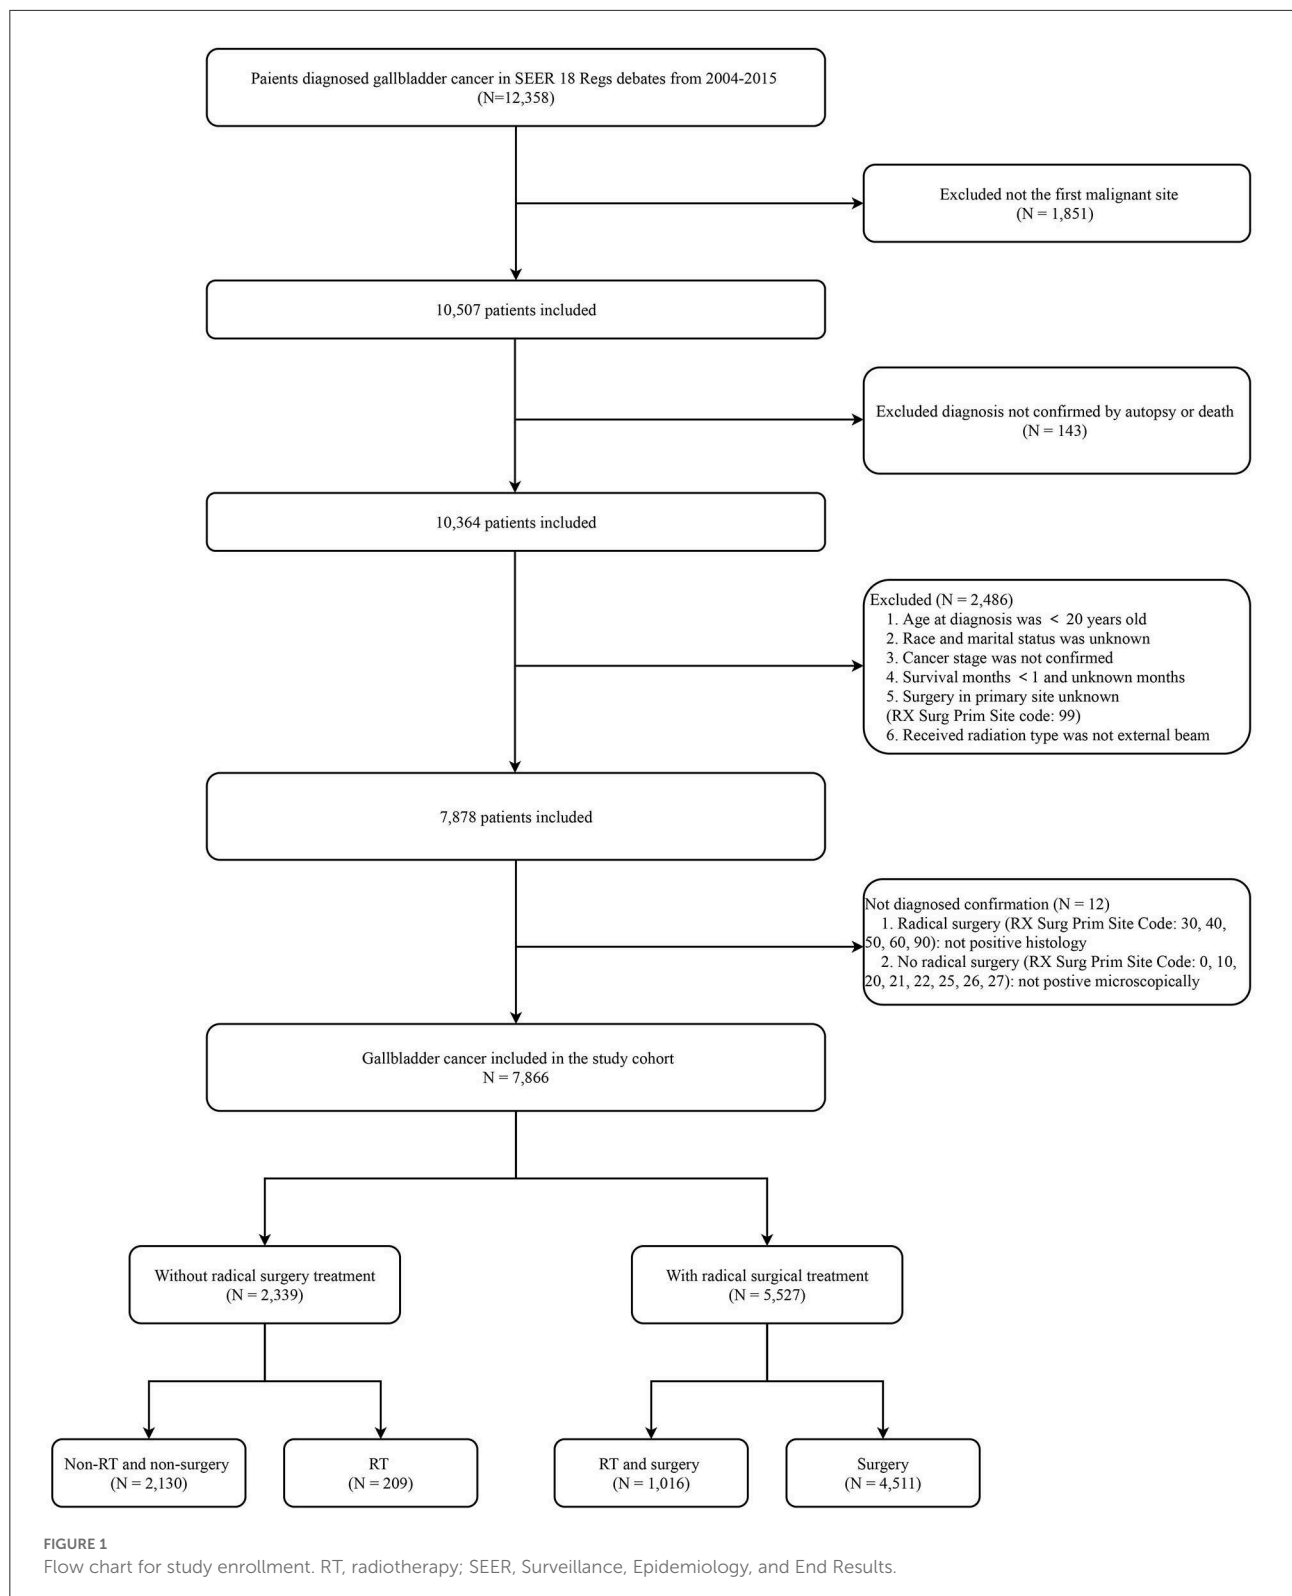 Paients diagnosed gallbladder cancer in SEER 18 Regs debates from 2004-2015
(N=12,358)
Excluded not the first malignant site
(N = 1,851)
10,507 patients included
Excluded diagnosis not confirmed by autopsy or death
(N = 143)
10,364 patients included
Excluded (N = 2,486)
1. Age at diagnosis was < 20 years old
2. Race and marital status was unknown
3. Cancer stage was not confirmed
4. Survival months < 1 and unknown months
5. Surgery in primary site unknown
(RX Surg Prim Site code: 99)
6. Received radiation type was not external beam
7,878 patients included
Not diagnosed confirmation (N = 12)
1. Radical surgery (RX Surg Prim Site Code: 30, 40,
50, 60, 90): not positive histology
2. No radical surgery (RX Surg Prim Site Code: 0, 10,
20, 21, 22, 25, 26, 27): not postive microscopically
Gallbladder cancer included in the study cohort
N = 7,866
Without radical surgery treatment
(N = 2,339)
With radical surgical treatment
(N = 5,527)
Non-RT and non-surgery
(N = 2,130)
RT
(N = 209)
RT and surgery
(N = 1,016)
Surgery
(N = 4,511)
FIGURE 1
Flow chart for study enrollment. RT, radiotherapy; SEER, Surveillance, Epidemiology, and End Results.